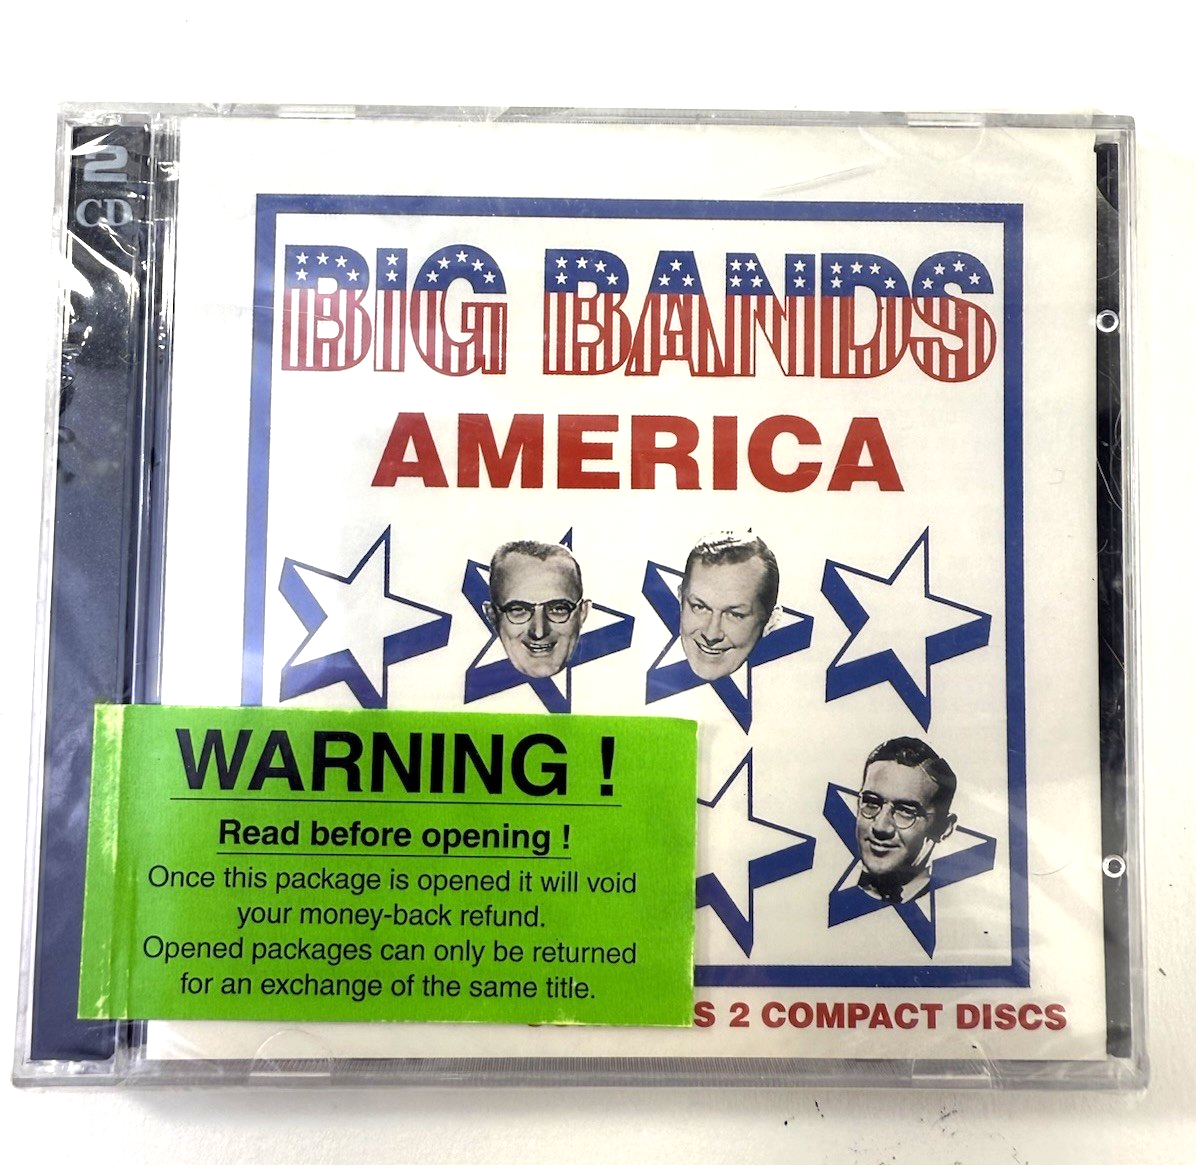 2
CD
BIG BANDS
AMERICA
WARNING !
Read before opening !
Once this package is opened it will void
your money-back refund.
Opened packages can only be returned
for an exchange of the same title.
2 COMPACT DISCS